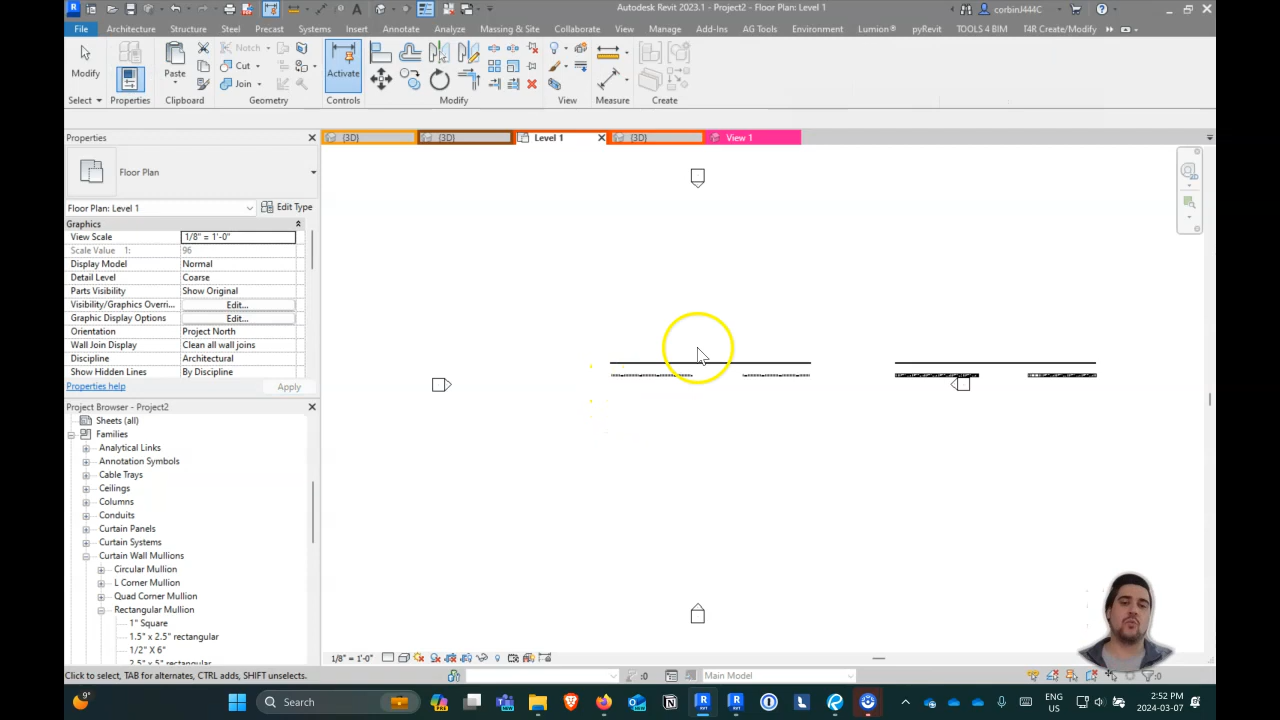 Autodesk Revit 2023.1 - Project2 - Floor Plan: Level 1
corbinJ444C
File
Architecture
Structure
Steel
Precast
Systems
Insert
Annotate
Analyze
Massing & Site
Collaborate
View
Manage
Add-Ins
AG Tools
Environment
Lumion®
pyRevit
TOOLS 4 BIM
T4R Create/Modify
Modify
Properties
Paste
Notch
Cut
Join
Activate
Select
Properties
Clipboard
Geometry
Controls
Modify
View
Measure
Create
Properties
{3D}
{3D}
Level 1
{3D}
View 1
Floor Plan
Floor Plan: Level 1
Edit Type
Graphics
View Scale
1/8" = 1'-0"
Scale Value 1:
96
Display Model
Normal
Detail Level
Coarse
Parts Visibility
Show Original
Visibility/Graphics Overri...
Edit...
Graphic Display Options
Edit...
Orientation
Project North
Wall Join Display
Clean all wall joins
Discipline
Architectural
Show Hidden Lines
By Discipline
Properties help
Apply
Project Browser - Project2
Sheets (all)
Families
Analytical Links
Annotation Symbols
Cable Trays
Ceilings
Columns
Conduits
Curtain Panels
Curtain Systems
Curtain Wall Mullions
Circular Mullion
L Corner Mullion
Quad Corner Mullion
Rectangular Mullion
1" Square
1.5" x 2.5" rectangular
1/2" X 6"
2.5" x 5" rectangular
1/8" = 1'-0"
Click to select, TAB for alternates, CTRL adds, SHIFT unselects.
:0
Main Model
:0
9°
Search
ENG
US
2:52 PM
2024-03-07